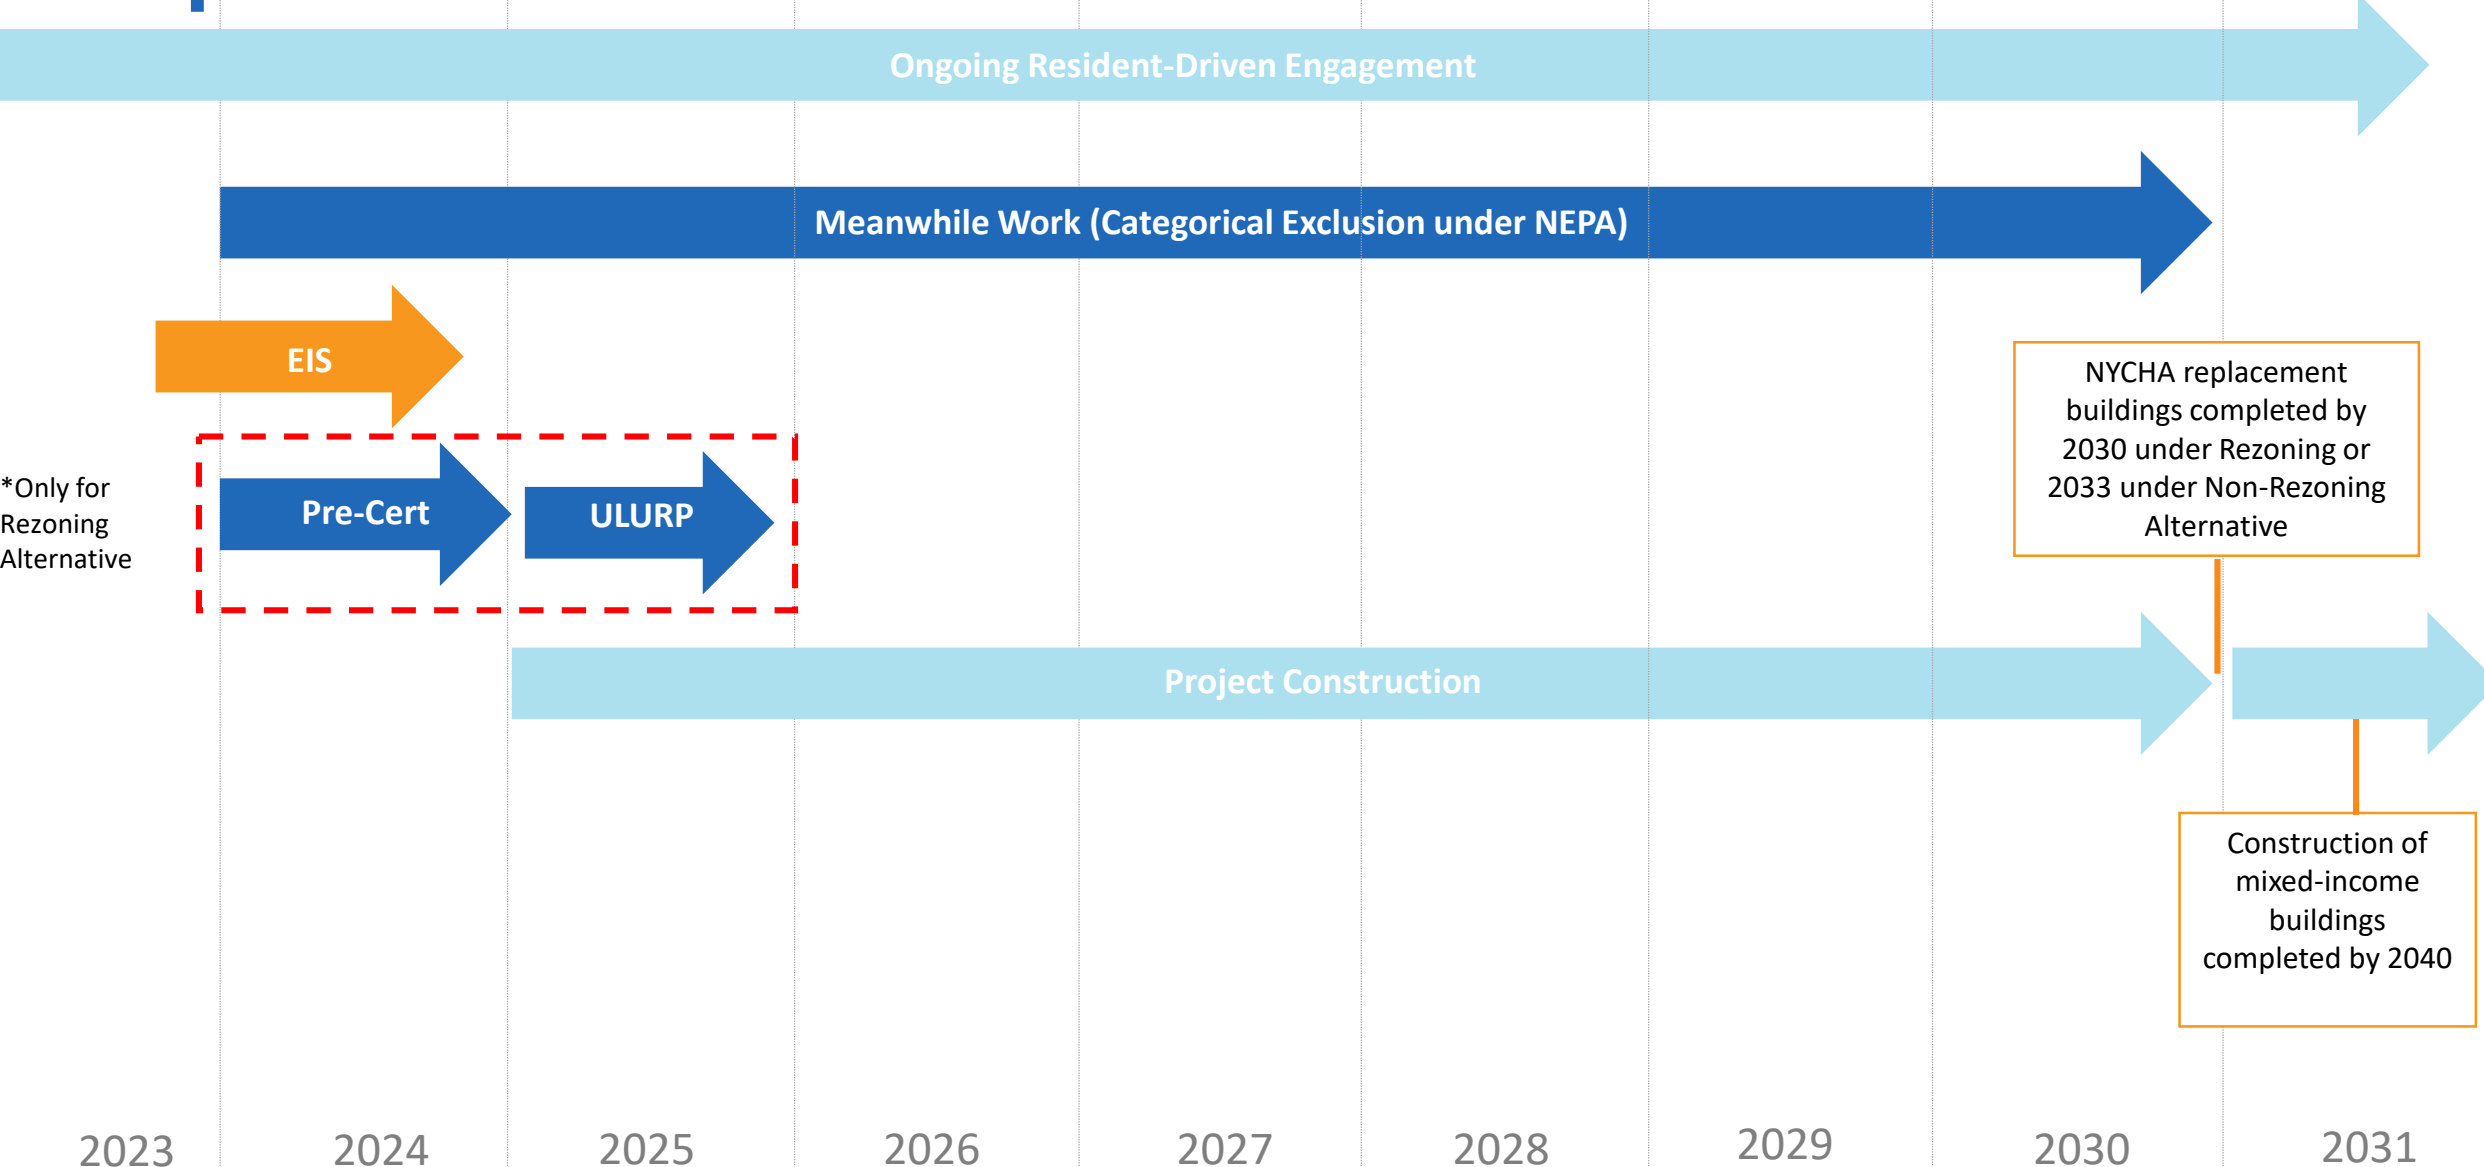 Ongoing Resident-Driven Engagement
Meanwhile Work (Categorical Exclusion under NEPA)
EIS
NYCHA replacement
buildings completed by
2030 under Rezoning or
2033 under Non-Rezoning
Alternative
*Only for
Rezoning
Alternative
Pre-Cert
ULURP
Project Construction
Construction of
mixed-income
buildings
completed by 2040
2023 2024 2025 2026 2027 2028 2029 2030 2031